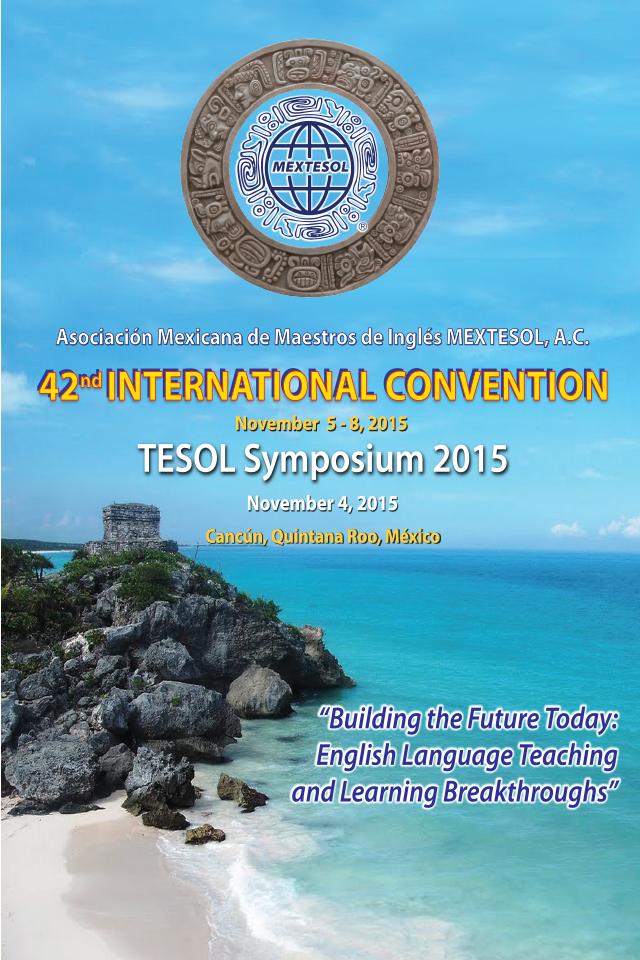 MEXTESOL
®
Asociación Mexicana de Maestros de Inglés MEXTESOL, A.C.
42nd INTERNATIONAL CONVENTION
November 5 - 8, 2015
TESOL Symposium 2015
November 4, 2015
Cancún, Quintana Roo, México
“Building the Future Today:
English Language Teaching
and Learning Breakthroughs”